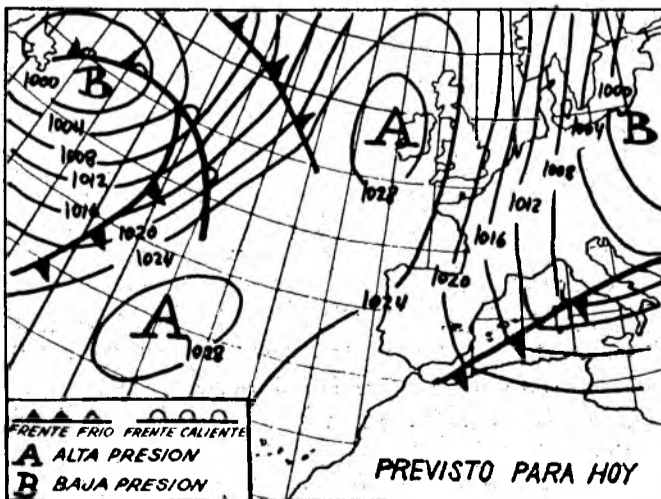 1000
B
1004
1008
1012
1016
1020
1024
A
1028
A
1028
1024
1020
1016
1012
1008
1004
1000
B
FRENTE FRIO FRENTE CALIENTE
A ALTA PRESION
B BAJA PRESION
PREVISTO PARA HOY